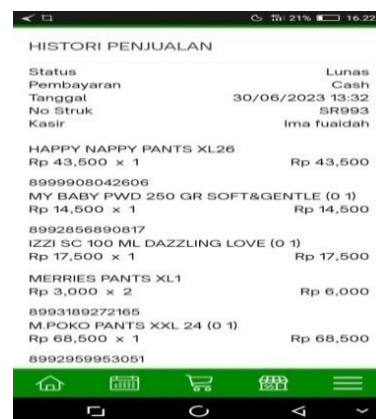 21% 16.22
HISTORI PENJUALAN
Status Lunas
Pembayaran Cash
Tanggal 30/06/2023 13:32
No Struk SR993
Kasir Ima fuaidah
HAPPY NAPPY PANTS XL26
Rp 43,500 x 1 Rp 43,500
8999908042606
MY BABY PWD 250 GR SOFT&GENTLE (0 1)
Rp 14,500 x 1 Rp 14,500
8992856890817
IZZI SC 100 ML DAZZLING LOVE (0 1)
Rp 17,500 x 1 Rp 17,500
MERRIES PANTS XL1
Rp 3,000 x 2 Rp 6,000
8993189272165
M.POKO PANTS XXL 24 (0 1)
Rp 68,500 x 1 Rp 68,500
8992959953051